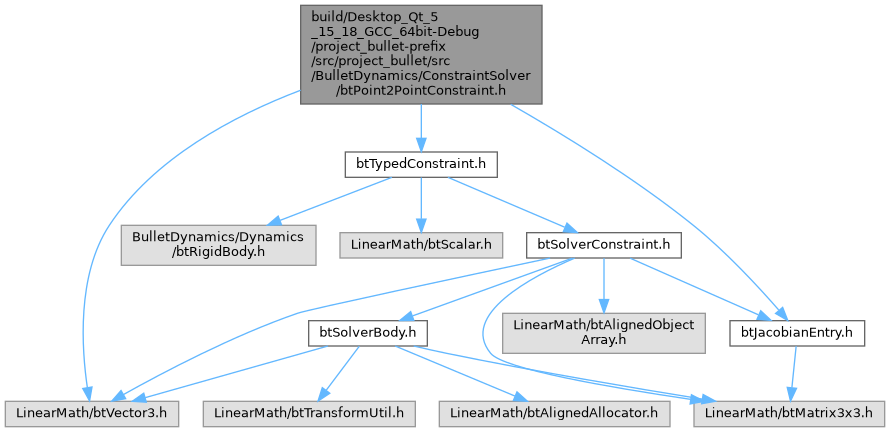 build/Desktop_Qt_5
_15_18_GCC_64bit-Debug
/project_bullet-prefix
/src/project_bullet/src
/BulletDynamics/ConstraintSolver
/btPoint2PointConstraint.h
btTypedConstraint.h
BulletDynamics/Dynamics
/btRigidBody.h
LinearMath/btScalar.h
btSolverConstraint.h
btSolverBody.h
LinearMath/btAlignedObject
Array.h
btJacobianEntry.h
LinearMath/btVector3.h
LinearMath/btTransformUtil.h
LinearMath/btAlignedAllocator.h
LinearMath/btMatrix3x3.h